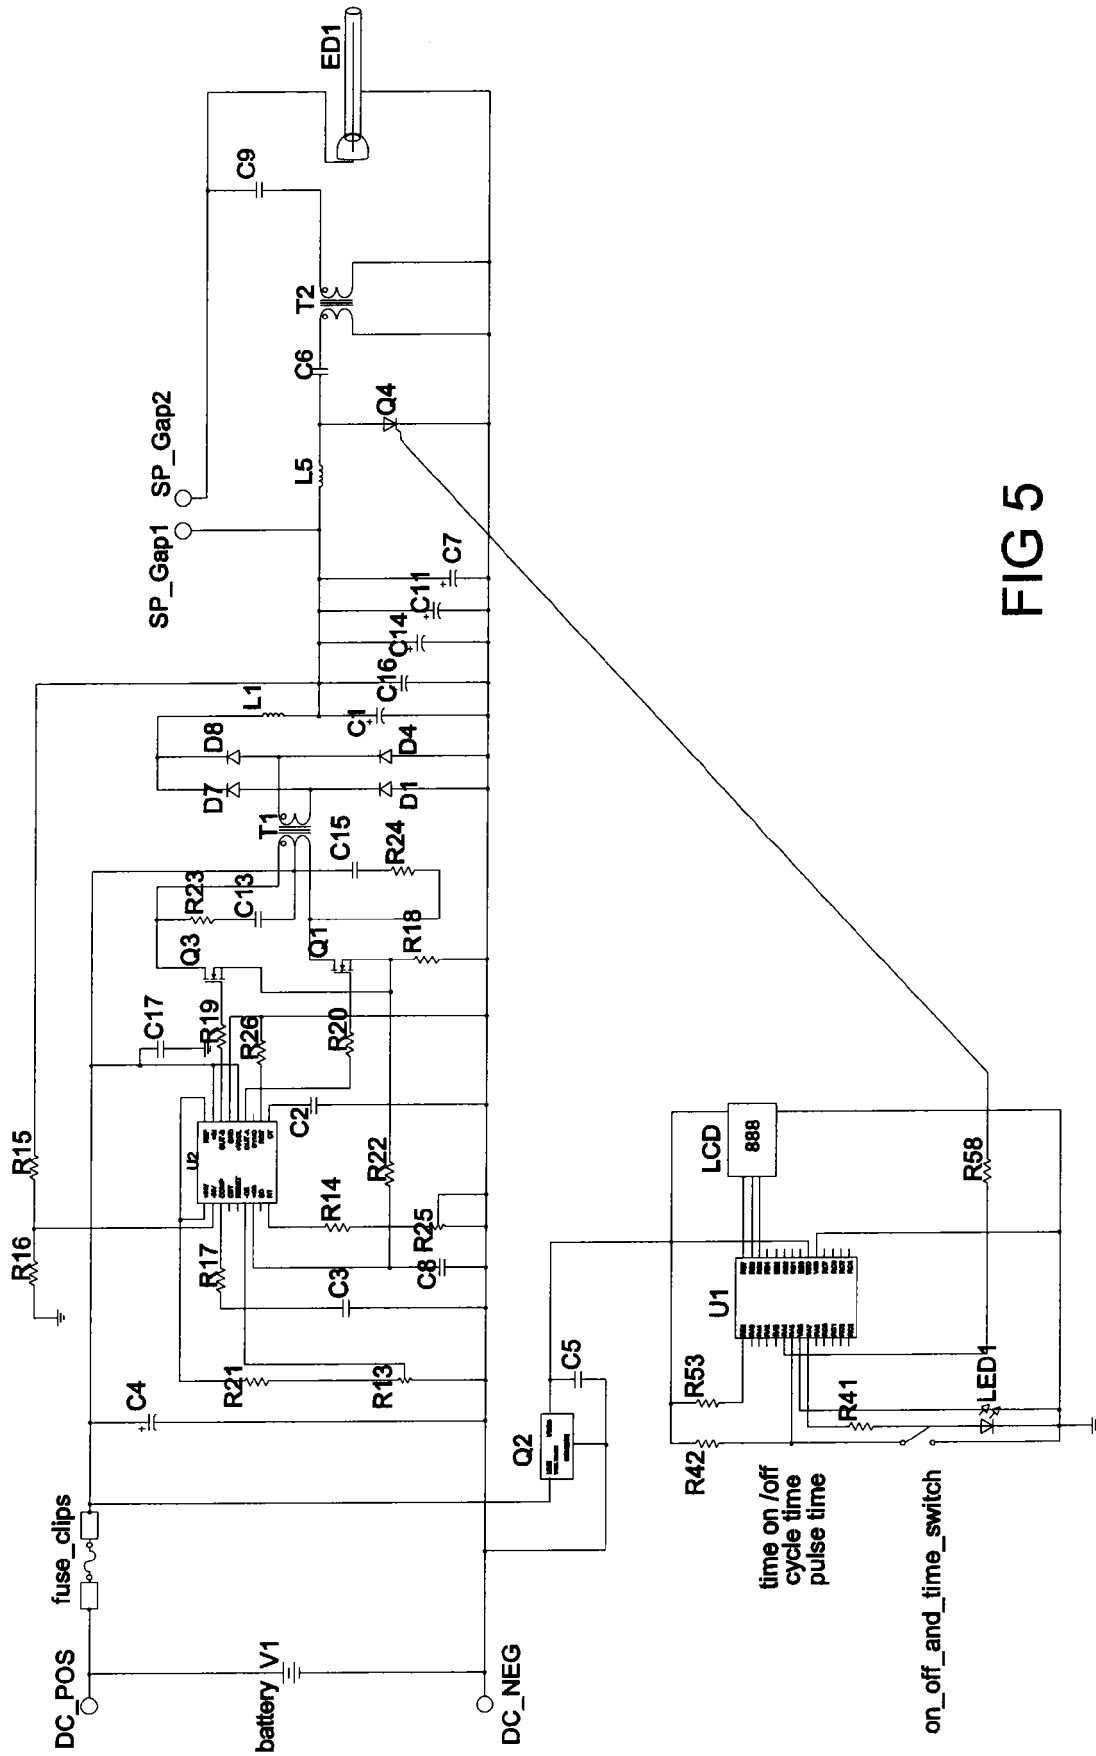 DC_POS
fuse_clips
battery V1
DC_NEG
C4
R16
R15
R21
R13
R17
C3
U2
REF
C8
R25
R14
R22
C2
C17
R19
R26
R20
Q3
Q1
R23
C13
R18
T1
C15
R24
D7
D8
D1
D4
L1
+
C1
C16
+
C14
+
C11
+
C7
SP_Gap1
SP_Gap2
L5
Q4
C6
T2
C9
ED1
Q2
C5
R42
R53
U1
LCD
888
R41
LED1
R58
time on /off
cycle time
pulse time
on_off_and_time_switch
FIG 5